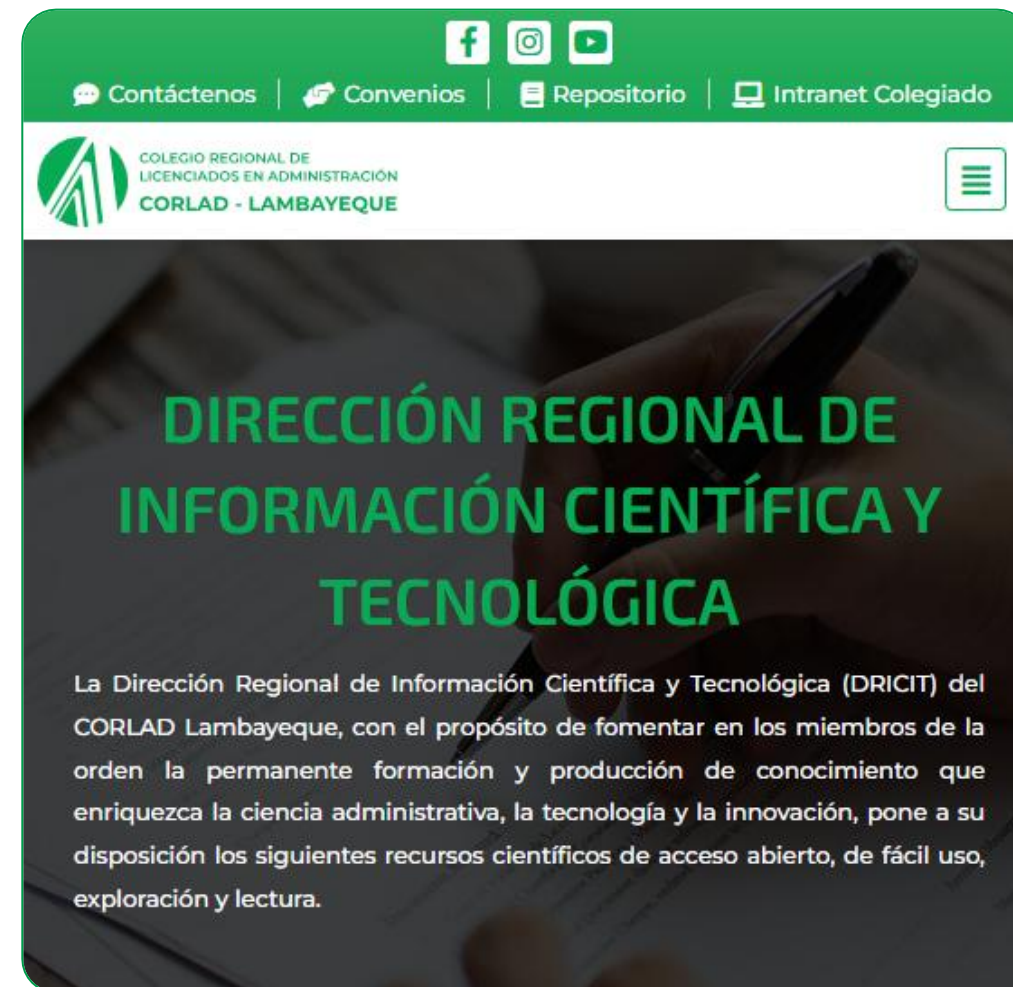 Contáctenos | Convenios | Repositorio | Intranet Colegiado
COLEGIO REGIONAL DE
LICENCIADOS EN ADMINISTRACIÓN
CORLAD - LAMBAYEQUE
DIRECCIÓN REGIONAL DE
INFORMACIÓN CIENTÍFICA Y
TECNOLÓGICA
La Dirección Regional de Información Científica y Tecnológica (DRICIT) del
CORLAD Lambayeque, con el propósito de fomentar en los miembros de la
orden la permanente formación y producción de conocimiento que
enriquezca la ciencia administrativa, la tecnología y la innovación, pone a su
disposición los siguientes recursos científicos de acceso abierto, de fácil uso,
exploración y lectura.